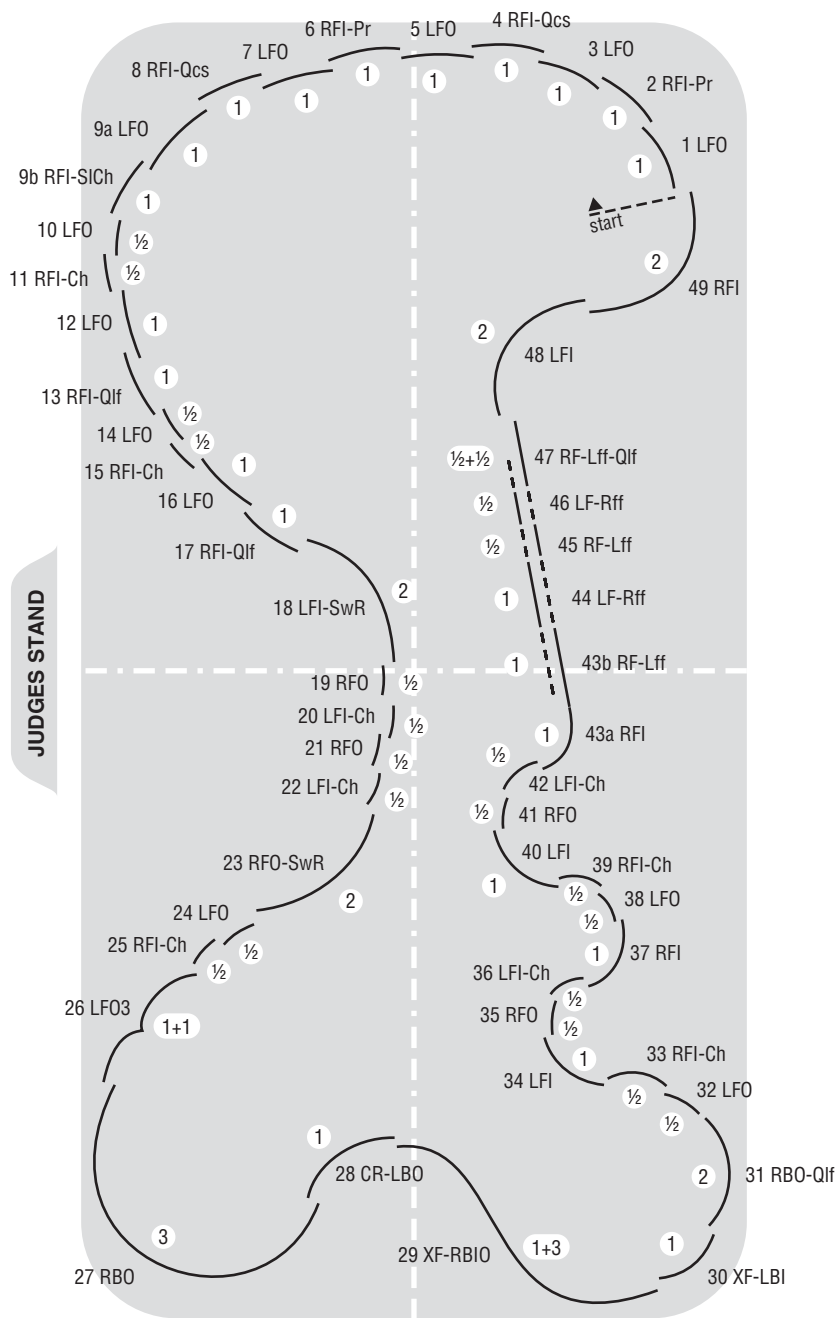 start
1 LFO
1
2 RFI-Pr
1
3 LFO
1
4 RFI-Qcs
1
5 LFO
1
6 RFI-Pr
1
7 LFO
1
8 RFI-Qcs
1
9a LFO
1
9b RFI-SlCh
1
10 LFO
½
11 RFI-Ch
½
12 LFO
1
13 RFI-Qlf
1
14 LFO
½
15 RFI-Ch
½
16 LFO
1
17 RFI-Qlf
1
18 LFI-SwR
2
19 RFO
½
20 LFI-Ch
½
21 RFO
½
22 LFI-Ch
½
23 RFO-SwR
2
24 LFO
½
25 RFI-Ch
½
26 LFO3
1+1
27 RBO
3
28 CR-LBO
1
29 XF-RBIO
1+3
30 XF-LBI
1
31 RBO-Qlf
2
32 LFO
½
33 RFI-Ch
½
34 LFI
1
35 RFO
½
36 LFI-Ch
½
37 RFI
1
38 LFO
½
39 RFI-Ch
½
40 LFI
1
41 RFO
½
42 LFI-Ch
½
43a RFI
1
43b RF-Lff
1
44 LF-Rff
1
45 RF-Lff
½
46 LF-Rff
½
47 RF-Lff-Qlf
½+½
48 LFI
2
49 RFI
2
JUDGES STAND